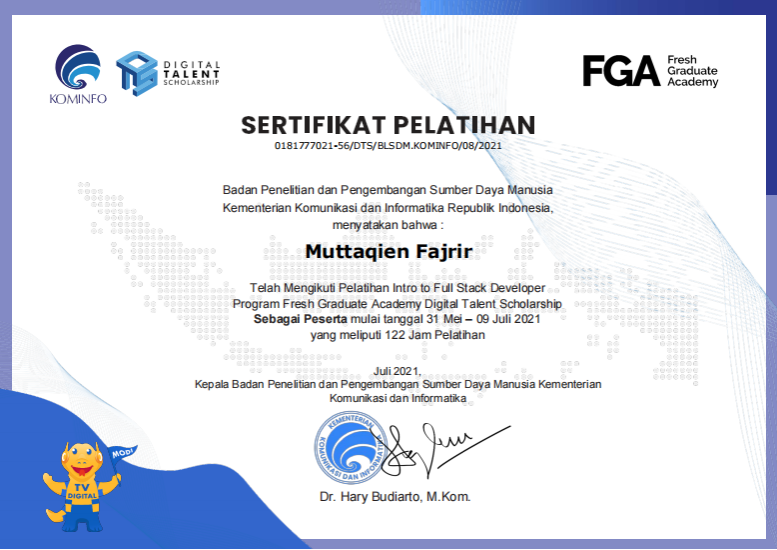 KOMINFO
DIGITAL
TALENT
SCHOLARSHIP
FGA
Fresh
Graduate
Academy
SERTIFIKAT PELATIHAN
0181777021-56/DTS/BLSDM.KOMINFO/08/2021
Badan Penelitian dan Pengembangan Sumber Daya Manusia
Kementerian Komunikasi dan Informatika Republik Indonesia,
menyatakan bahwa :
Muttaqien Fajrir
Telah Mengikuti Pelatihan Intro to Full Stack Developer
Program Fresh Graduate Academy Digital Talent Scholarship
Sebagai Peserta mulai tanggal 31 Mei – 09 Juli 2021
yang meliputi 122 Jam Pelatihan
Juli 2021,
Kepala Badan Penelitian dan Pengembangan Sumber Daya Manusia Kementerian
Komunikasi dan Informatika
KEMENTERIAN
KOMUNIKASI DAN INFORMATIKA
Dr. Hary Budiarto, M.Kom.
MODI
TV
DIGITAL